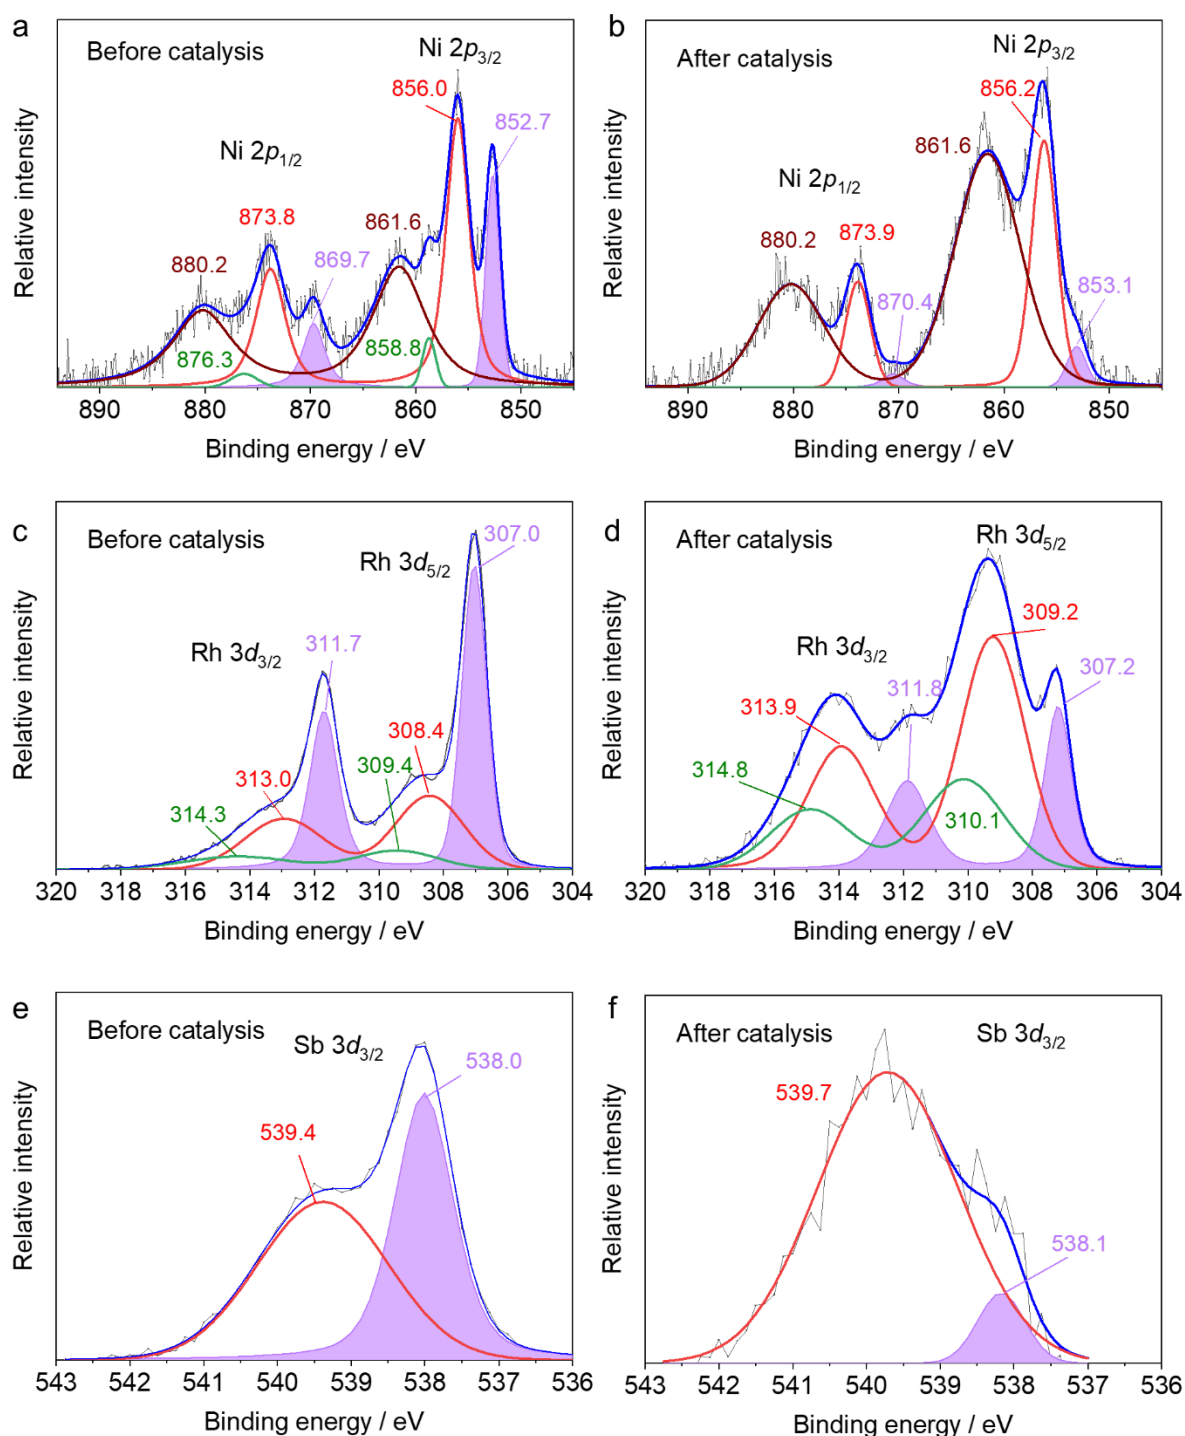 a
Before catalysis
Ni 2p3/2
856.0
852.7
Ni 2p1/2
873.8
861.6
880.2
869.7
876.3
858.8
Relative intensity
890 880 870 860 850
Binding energy / eV
b
After catalysis
Ni 2p3/2
856.2
861.6
Ni 2p1/2
880.2
873.9
870.4
853.1
Relative intensity
890 880 870 860 850
Binding energy / eV
c
Before catalysis
307.0
Rh 3d5/2
Rh 3d3/2
311.7
308.4
313.0
309.4
314.3
Relative intensity
320 318 316 314 312 310 308 306 304
Binding energy / eV
d
After catalysis
Rh 3d5/2
309.2
Rh 3d3/2
311.8
307.2
313.9
314.8
310.1
Relative intensity
320 318 316 314 312 310 308 306 304
Binding energy / eV
e
Before catalysis
Sb 3d3/2
538.0
539.4
Relative intensity
543 542 541 540 539 538 537 536
Binding energy / eV
f
After catalysis
Sb 3d3/2
539.7
538.1
Relative intensity
543 542 541 540 539 538 537 536
Binding energy / eV